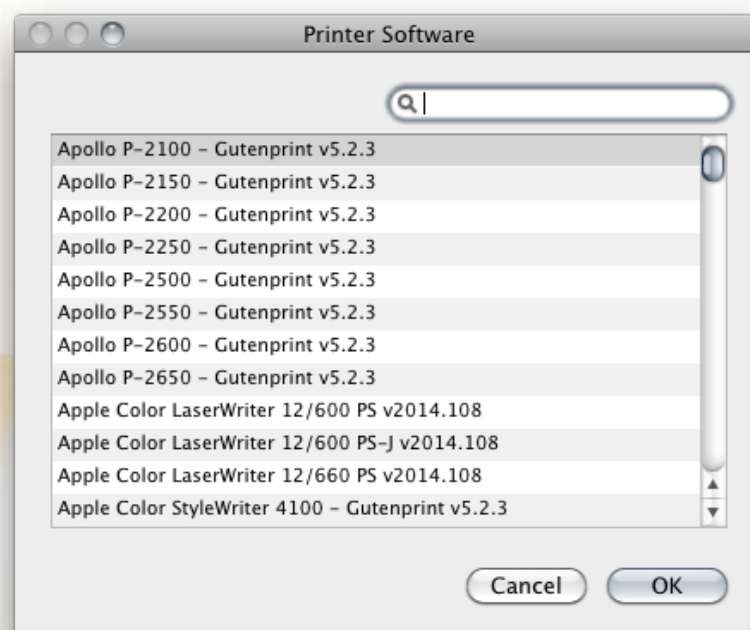 Printer Software
Apollo P-2100 – Gutenprint v5.2.3
Apollo P-2150 – Gutenprint v5.2.3
Apollo P-2200 – Gutenprint v5.2.3
Apollo P-2250 – Gutenprint v5.2.3
Apollo P-2500 – Gutenprint v5.2.3
Apollo P-2550 – Gutenprint v5.2.3
Apollo P-2600 – Gutenprint v5.2.3
Apollo P-2650 – Gutenprint v5.2.3
Apple Color LaserWriter 12/600 PS v2014.108
Apple Color LaserWriter 12/600 PS-J v2014.108
Apple Color LaserWriter 12/660 PS v2014.108
Apple Color StyleWriter 4100 – Gutenprint v5.2.3
Cancel OK